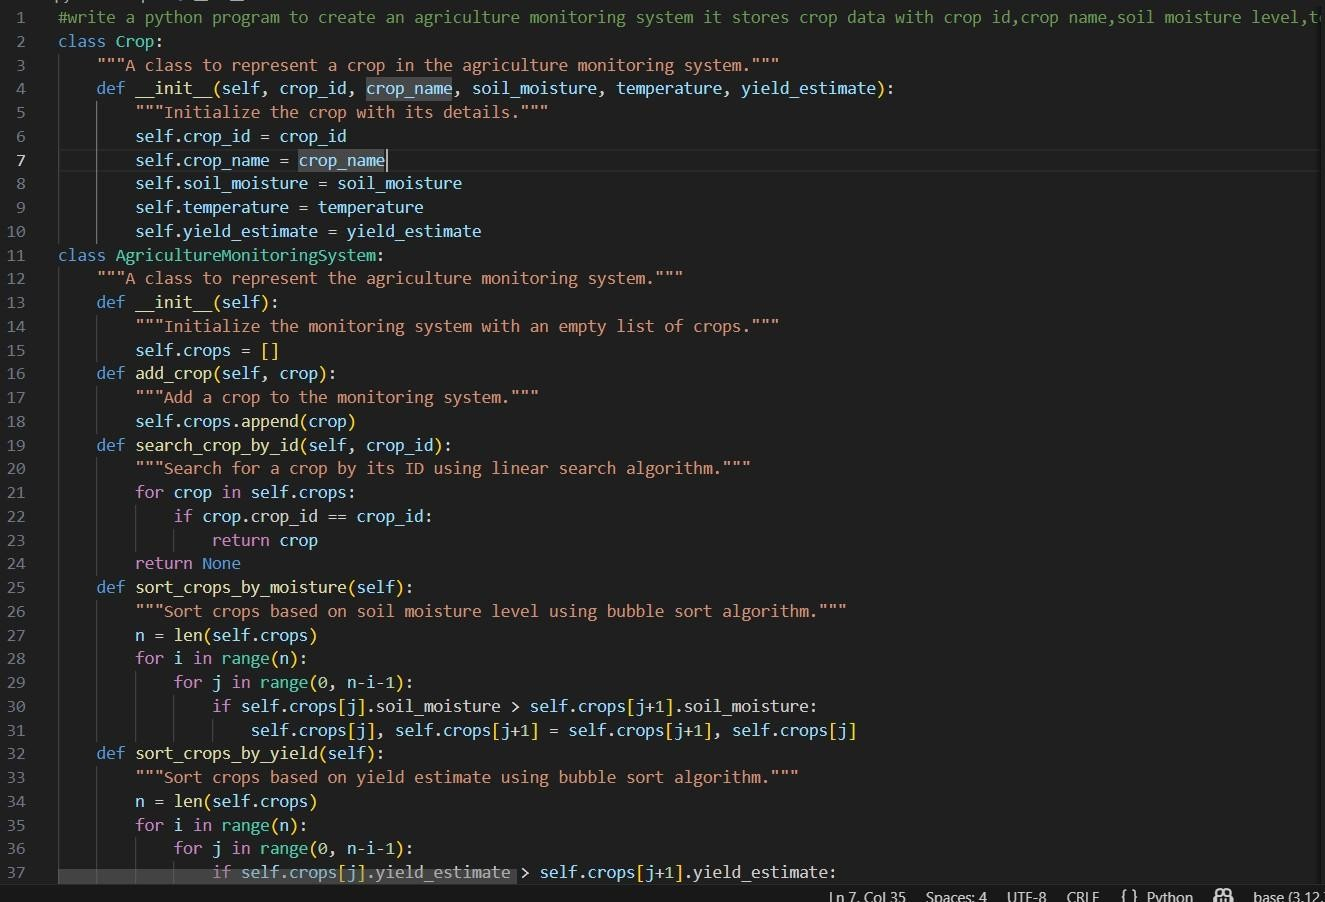 1 #write a python program to create an agriculture monitoring system it stores crop data with crop id,crop name,soil moisture level,
2 class Crop:
3     """A class to represent a crop in the agriculture monitoring system."""
4     def __init__(self, crop_id, crop_name, soil_moisture, temperature, yield_estimate):
5         """Initialize the crop with its details."""
6         self.crop_id = crop_id
7         self.crop_name = crop_name
8         self.soil_moisture = soil_moisture
9         self.temperature = temperature
10         self.yield_estimate = yield_estimate
11 class AgricultureMonitoringSystem:
12     """A class to represent the agriculture monitoring system."""
13     def __init__(self):
14         """Initialize the monitoring system with an empty list of crops."""
15         self.crops = []
16     def add_crop(self, crop):
17         """Add a crop to the monitoring system."""
18         self.crops.append(crop)
19     def search_crop_by_id(self, crop_id):
20         """Search for a crop by its ID using linear search algorithm."""
21         for crop in self.crops:
22             if crop.crop_id == crop_id:
23                 return crop
24         return None
25     def sort_crops_by_moisture(self):
26         """Sort crops based on soil moisture level using bubble sort algorithm."""
27         n = len(self.crops)
28         for i in range(n):
29             for j in range(0, n-i-1):
30                 if self.crops[j].soil_moisture > self.crops[j+1].soil_moisture:
31                     self.crops[j], self.crops[j+1] = self.crops[j+1], self.crops[j]
32     def sort_crops_by_yield(self):
33         """Sort crops based on yield estimate using bubble sort algorithm."""
34         n = len(self.crops)
35         for i in range(n):
36             for j in range(0, n-i-1):
37                 if self.crops[j].yield_estimate > self.crops[j+1].yield_estimate:
Ln 7, Col 35 Spaces: 4 UTF-8 CRLF { } Python base (3.12.